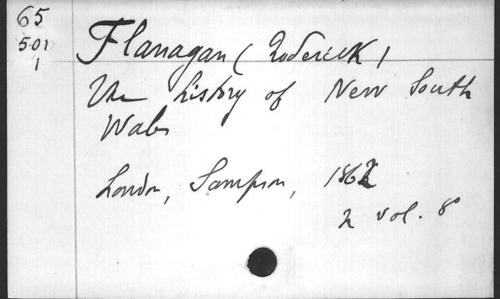 65
501
1
Flanagan (Roderick)
The history of New South
Wales
London, Sampson, 1862
2 vol. 8°